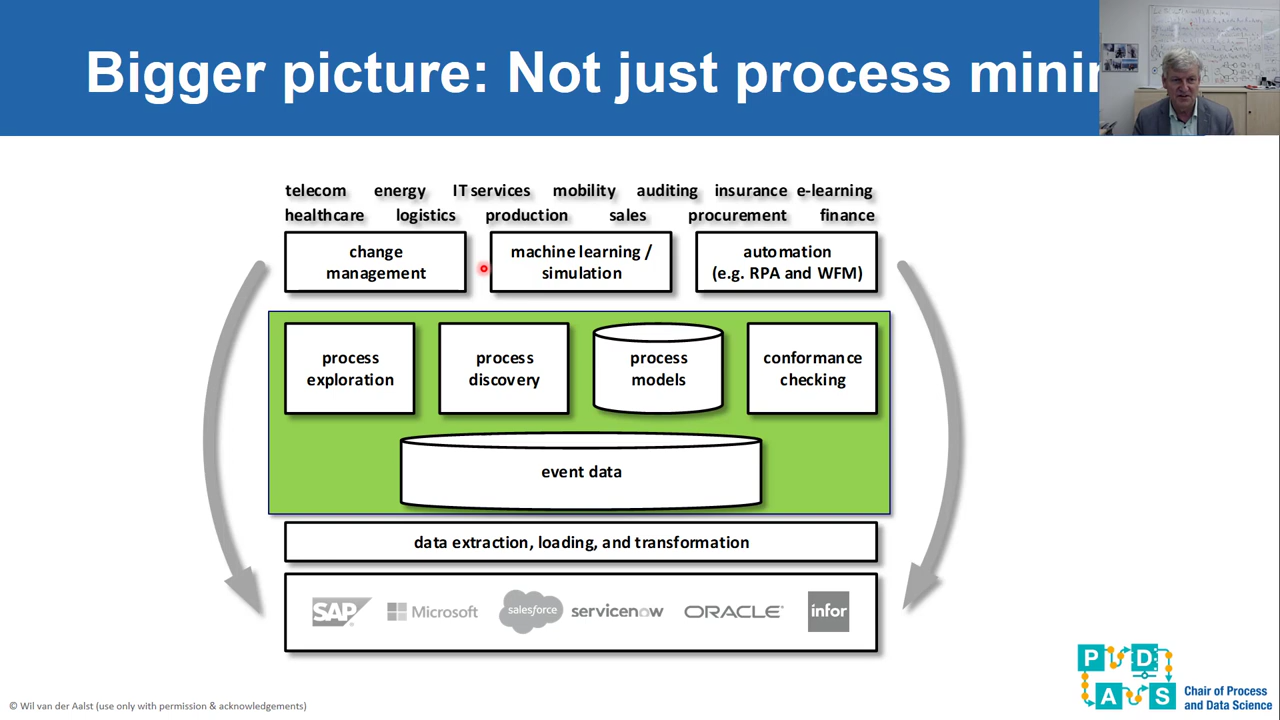 Bigger picture: Not just process minin
telecom energy IT services mobility auditing insurance e-learning
healthcare logistics production sales procurement finance
change
management
machine learning /
simulation
automation
(e.g. RPA and WFM)
process
exploration
process
discovery
process
models
conformance
checking
event data
data extraction, loading, and transformation
SAP Microsoft salesforce servicenow ORACLE infor
P D
A S
Chair of Process
and Data Science
© Wil van der Aalst (use only with permission & acknowledgements)